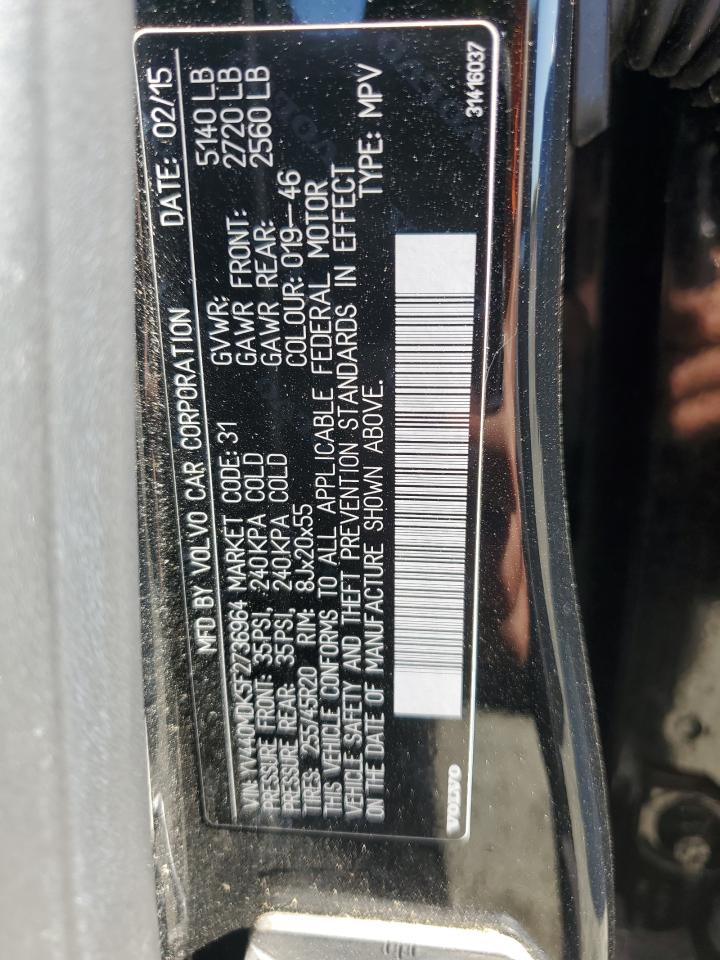 MFD BY VOLVO CAR CORPORATION DATE: 02/15
VIN: YV440MDK5F2736964 MARKET CODE: 31 GVWR: 5140 LB
PRESSURE FRONT: 35PSI, 240KPA COLD GAWR FRONT: 2720 LB
PRESSURE REAR: 35PSI, 240KPA COLD GAWR REAR: 2560 LB
TIRES: 255/45R20 RIM: 8Jx20x55 COLOUR: 019-46
THIS VEHICLE CONFORMS TO ALL APPLICABLE FEDERAL MOTOR
VEHICLE SAFETY AND THEFT PREVENTION STANDARDS IN EFFECT
ON THE DATE OF MANUFACTURE SHOWN ABOVE. TYPE: MPV
VOLVO 31416037